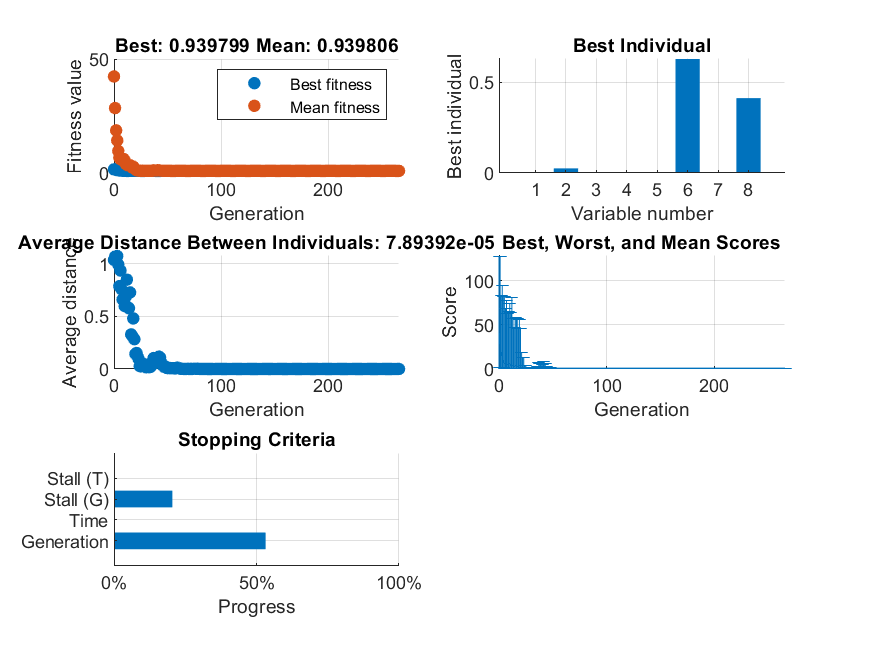 Best: 0.939799 Mean: 0.939806
Fitness value
50
0
0
100
200
Generation
Best fitness
Mean fitness
Best Individual
Best individual
0.5
0
1 2 3 4 5 6 7 8
Variable number
Average Distance Between Individuals: 7.89392e-05
Average distance
1
0.5
0
0
100
200
Generation
Best, Worst, and Mean Scores
Score
100
50
0
0
100
200
Generation
Stopping Criteria
Stall (T)
Stall (G)
Time
Generation
0%
50%
100%
Progress